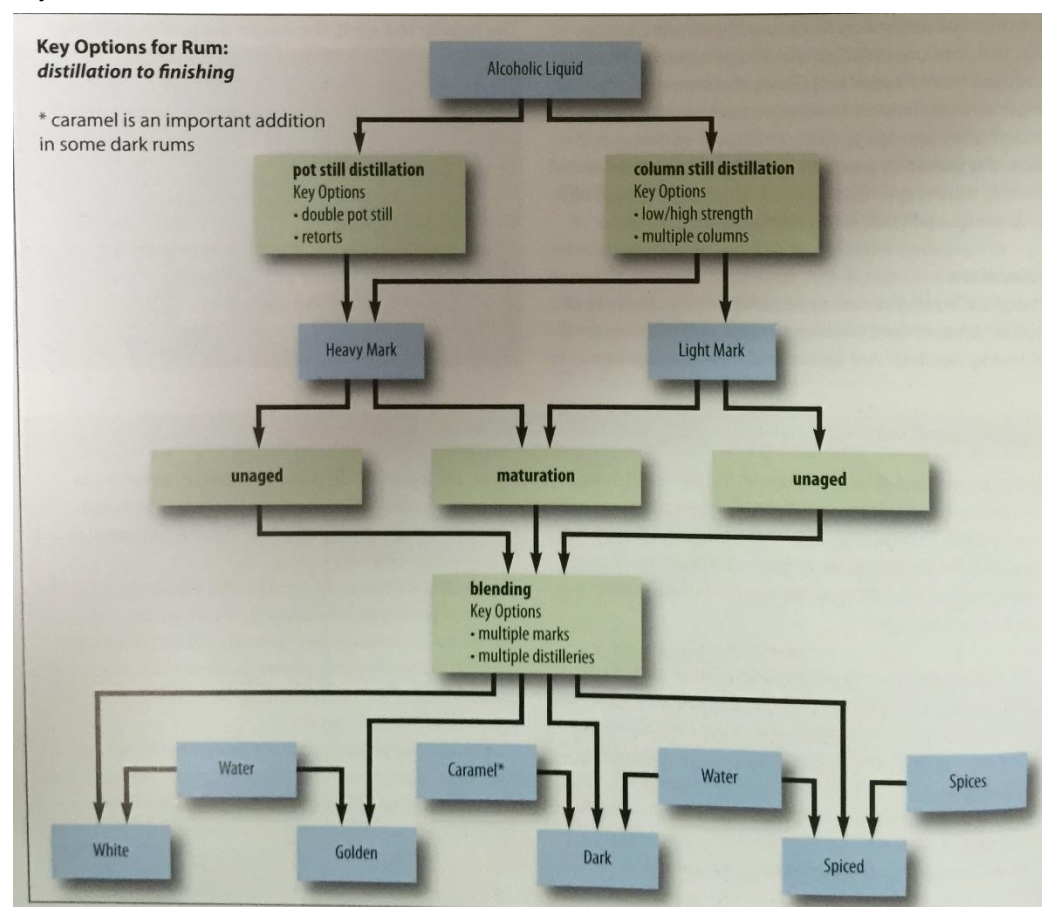 Key Options for Rum:
distillation to finishing
* caramel is an important addition
in some dark rums
Alcoholic Liquid
pot still distillation
Key Options
• double pot still
• retorts
column still distillation
Key Options
• low/high strength
• multiple columns
Heavy Mark
Light Mark
unaged
maturation
unaged
blending
Key Options
• multiple marks
• multiple distilleries
Water
Caramel*
Water
Spices
White
Golden
Dark
Spiced